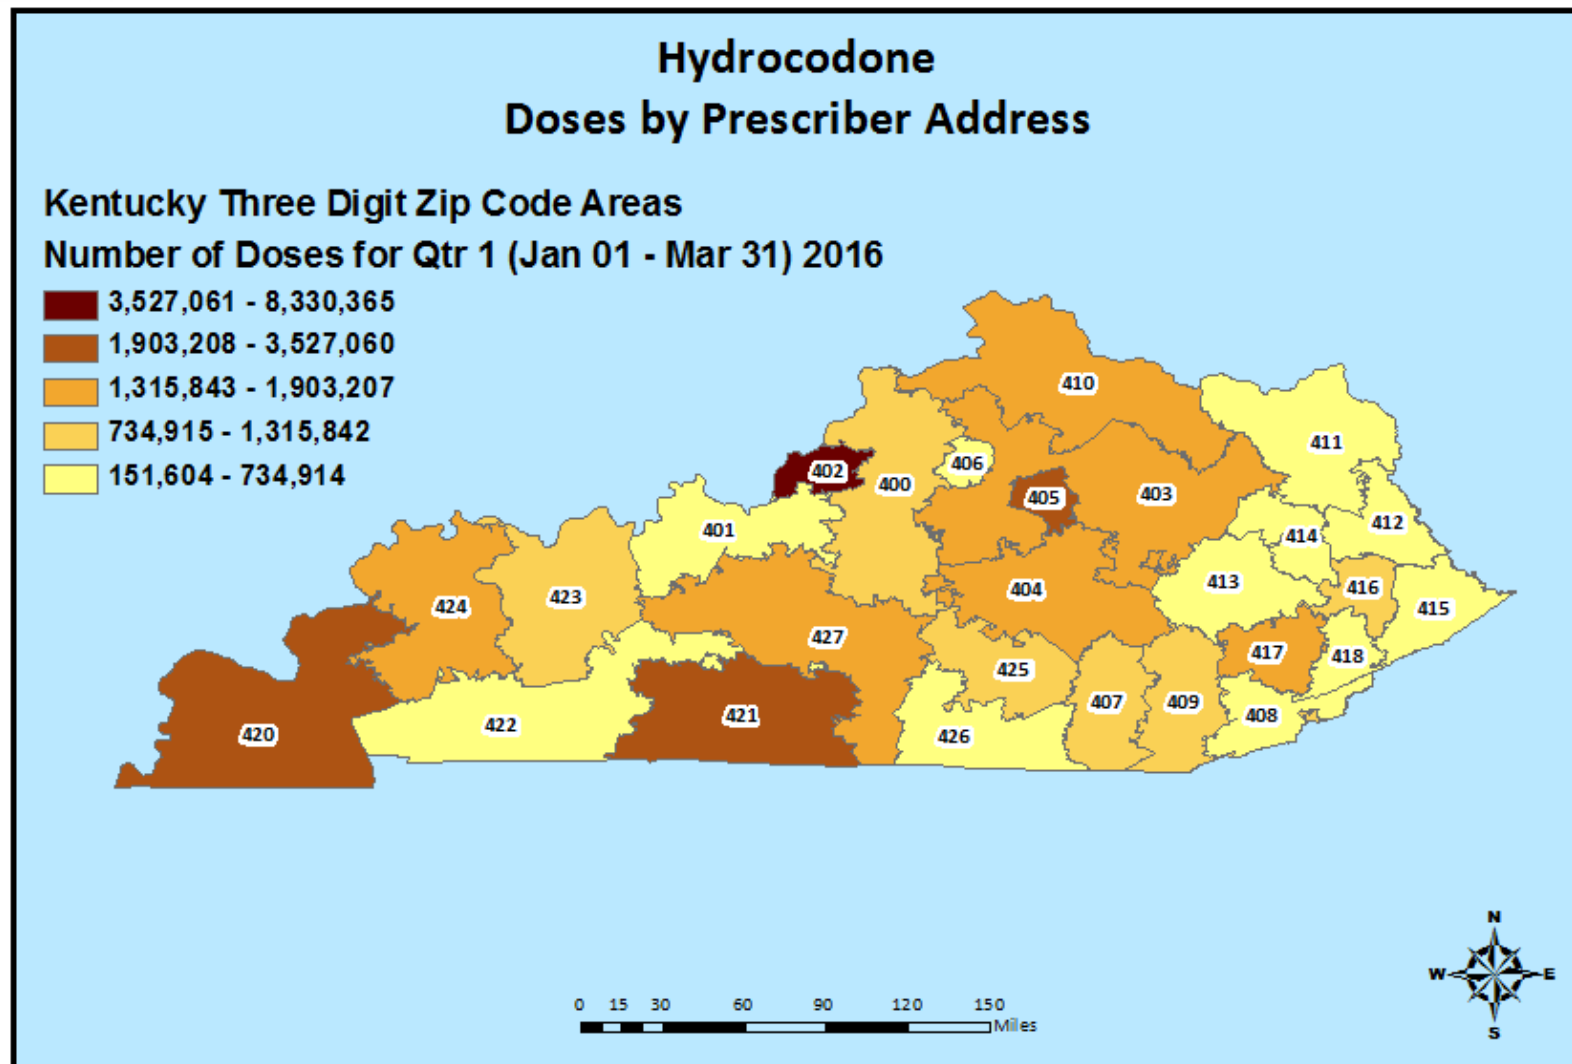 Hydrocodone
Doses by Prescriber Address
Kentucky Three Digit Zip Code Areas
Number of Doses for Qtr 1 (Jan 01 - Mar 31) 2016
3,527,061 - 8,330,365
1,903,208 - 3,527,060
1,315,843 - 1,903,207
734,915 - 1,315,842
151,604 - 734,914
410
411
402
406
400
405
403
401
412
414
413
416
404
423
424
415
427
417
418
425
407
409
408
421
422
420
426
N
W E
S
0 15 30 60 90 120 150
Miles